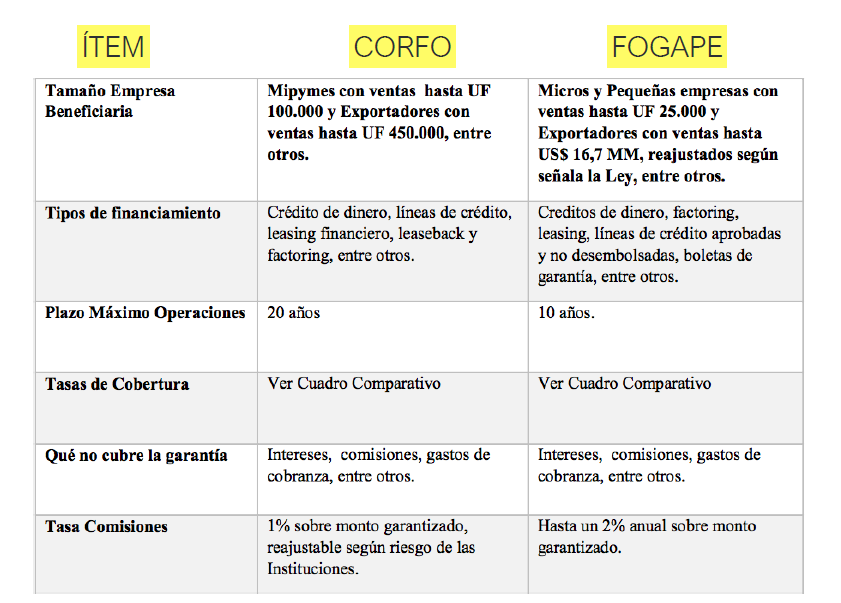 ÍTEM CORFO FOGAPE
Tamaño Empresa
Beneficiaria
Mipymes con ventas hasta UF
100.000 y Exportadores con
ventas hasta UF 450.000, entre
otros.
Micros y Pequeñas empresas con
ventas hasta UF 25.000 y
Exportadores con ventas hasta
US$ 16,7 MM, reajustados según
señala la Ley, entre otros.
Tipos de financiamiento
Crédito de dinero, líneas de crédito,
leasing financiero, leaseback y
factoring, entre otros.
Creditos de dinero, factoring,
leasing, líneas de crédito aprobadas
y no desembolsadas, boletas de
garantía, entre otros.
Plazo Máximo Operaciones
20 años
10 años.
Tasas de Cobertura
Ver Cuadro Comparativo
Ver Cuadro Comparativo
Qué no cubre la garantía
Intereses, comisiones, gastos de
cobranza, entre otros.
Intereses, comisiones, gastos de
cobranza, entre otros.
Tasa Comisiones
1% sobre monto garantizado,
reajustable según riesgo de las
Instituciones.
Hasta un 2% anual sobre monto
garantizado.